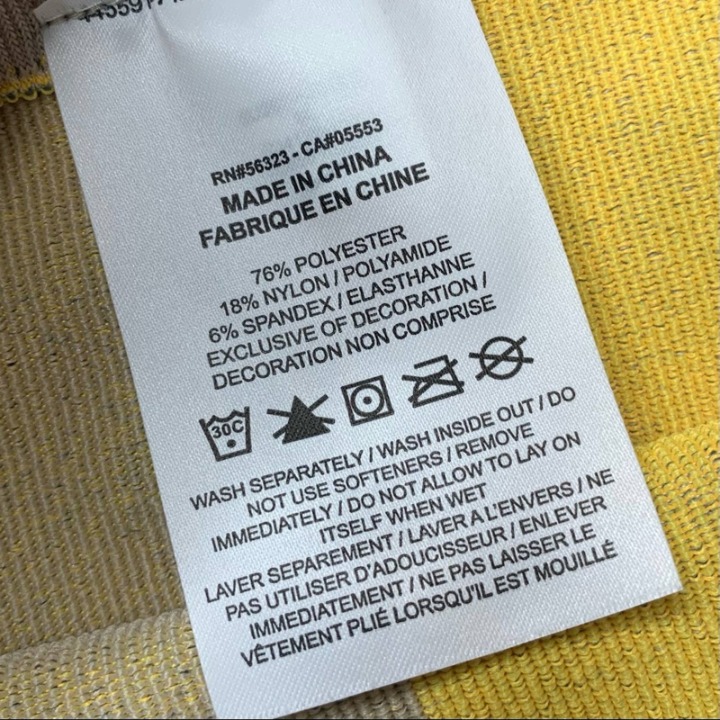 RN#56323 - CA#05553
MADE IN CHINA
FABRIQUE EN CHINE
76% POLYESTER
18% NYLON / POLYAMIDE
6% SPANDEX / ELASTHANNE
EXCLUSIVE OF DECORATION /
DECORATION NON COMPRISE
30C
WASH SEPARATELY / WASH INSIDE OUT / DO
NOT USE SOFTENERS / REMOVE
IMMEDIATELY / DO NOT ALLOW TO LAY ON
ITSELF WHEN WET
LAVER SEPAREMENT / LAVER A L'ENVERS / NE
PAS UTILISER D'ADOUCISSEUR / ENLEVER
IMMEDIATEMENT / NE PAS LAISSER LE
VÊTEMENT PLIÉ LORSQU'IL EST MOUILLÉ